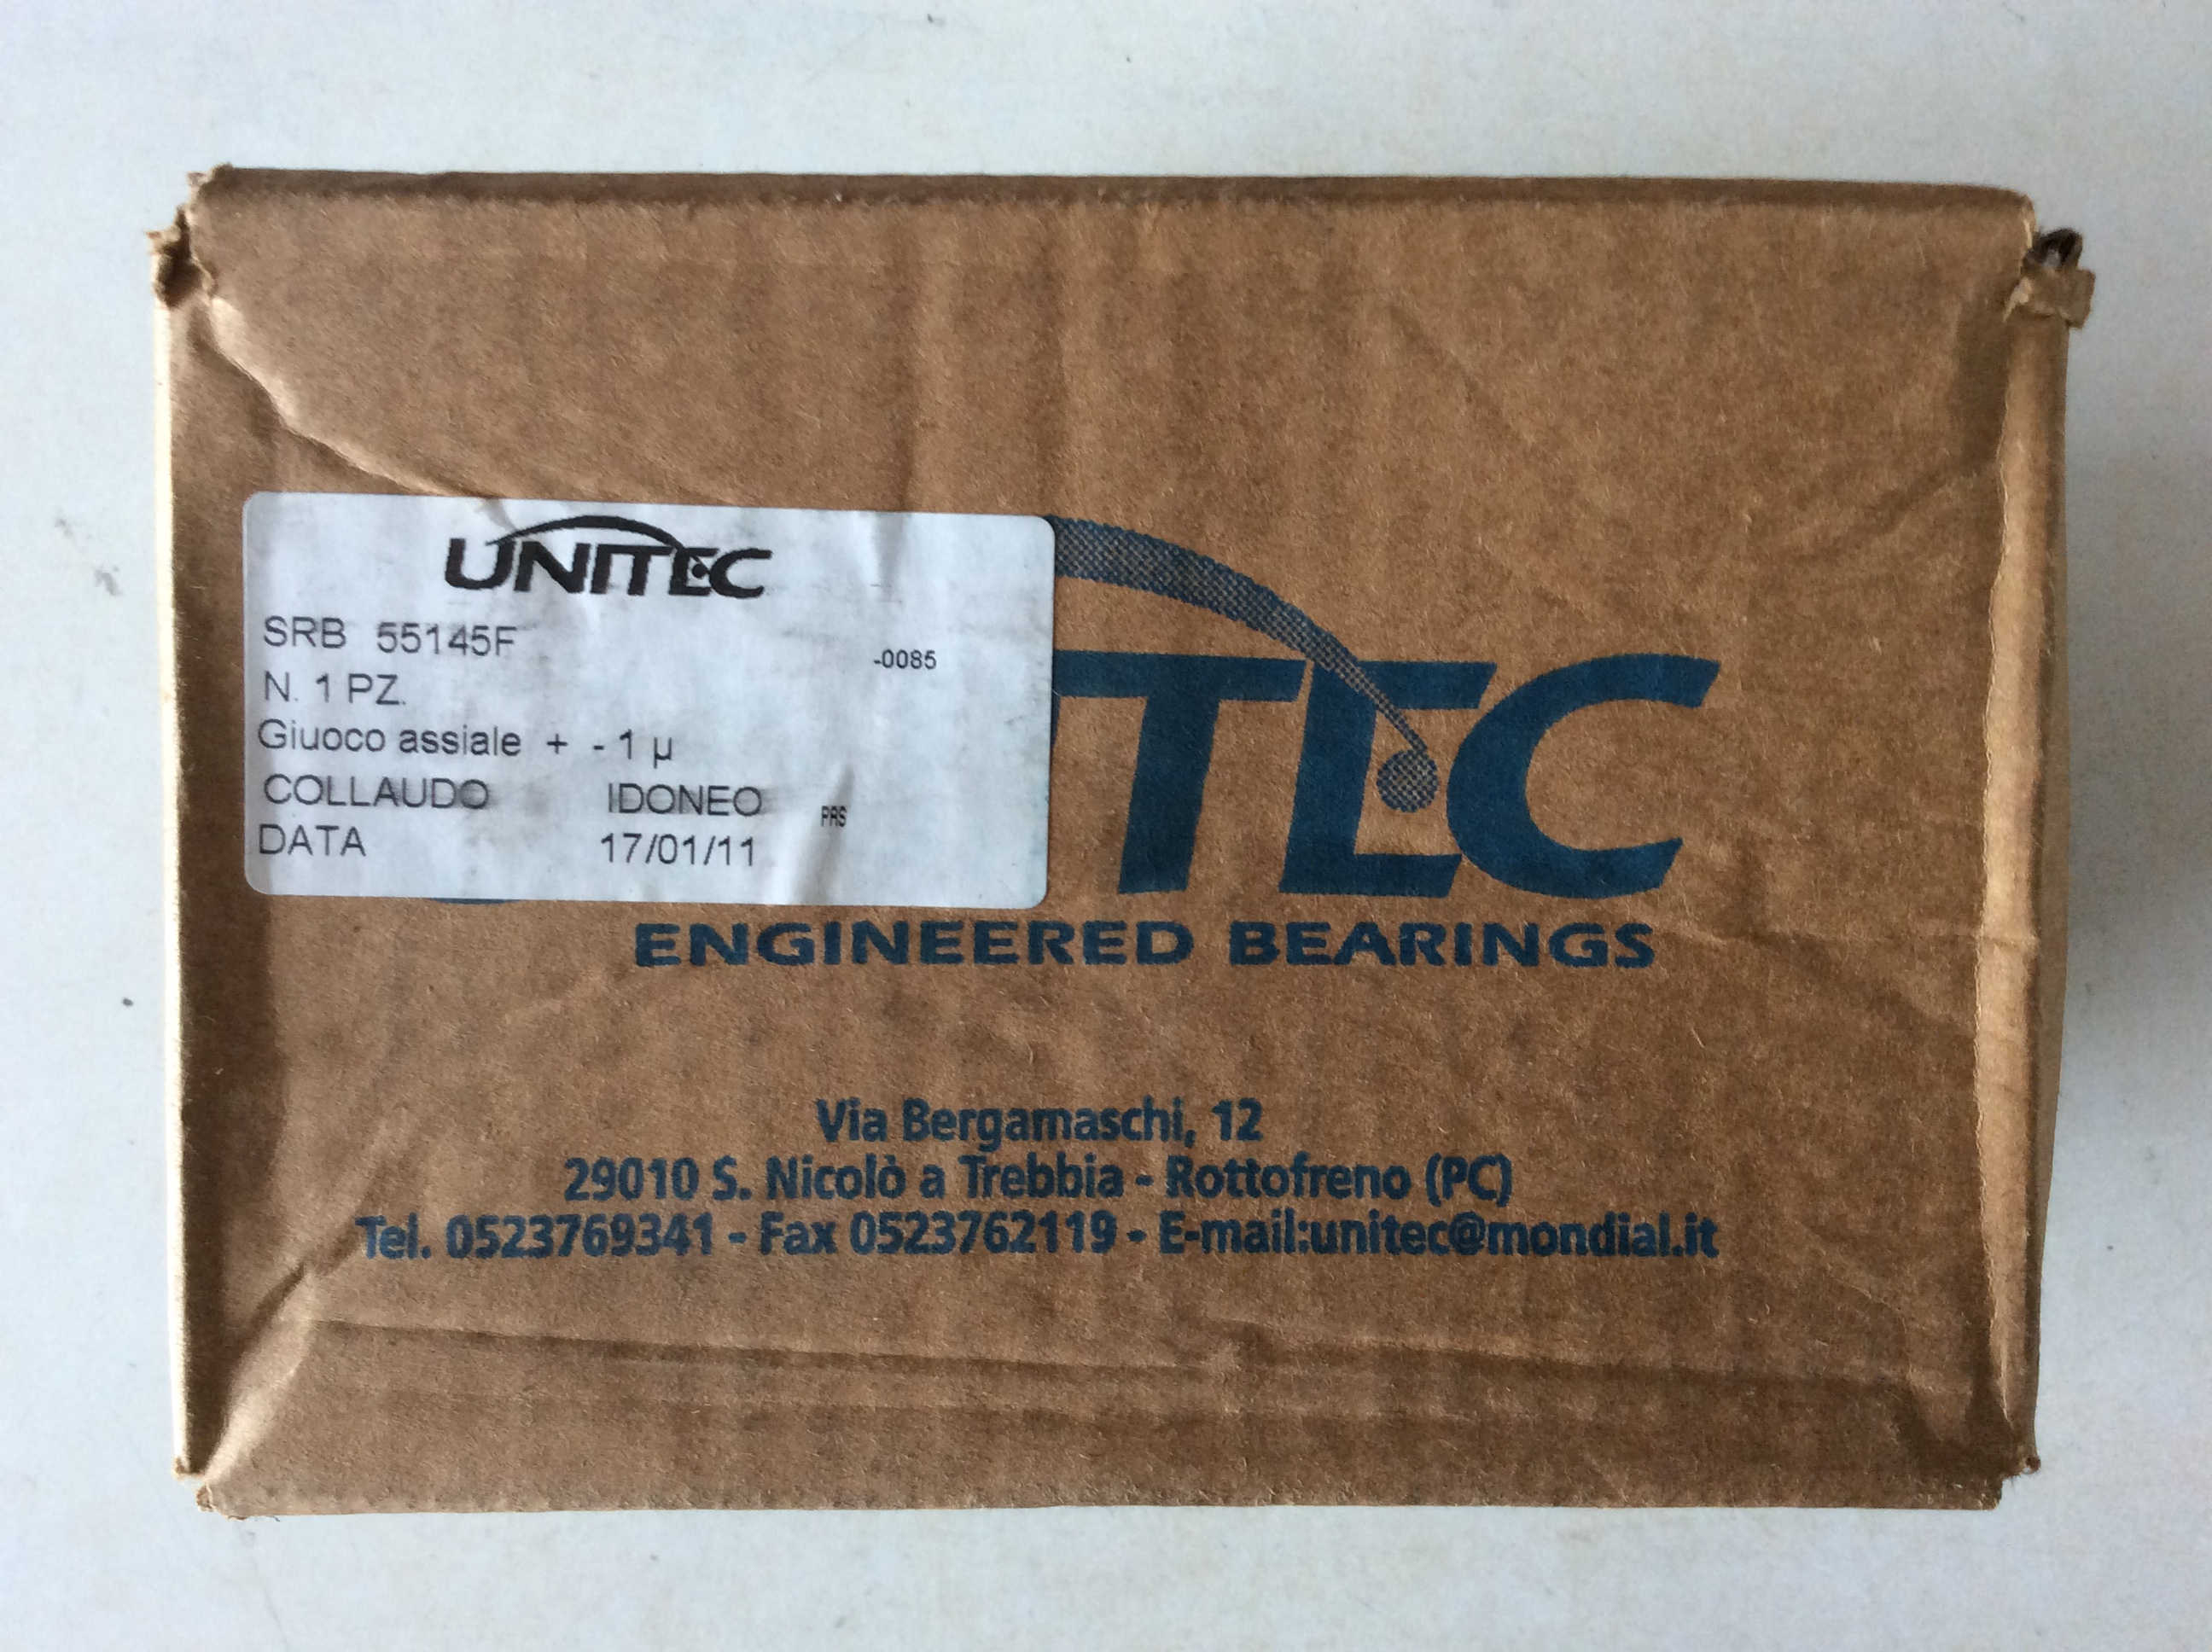 UNITEC
SRB 55145F -0085
N. 1 PZ.
Giuoco assiale + - 1 µ
COLLAUDO IDONEO PRS
DATA 17/01/11
TEC
ENGINEERED BEARINGS
Via Bergamaschi, 12
29010 S. Nicolò a Trebbia - Rottofreno (PC)
Tel. 0523769341 - Fax 0523762119 - E-mail:unitec@mondial.it